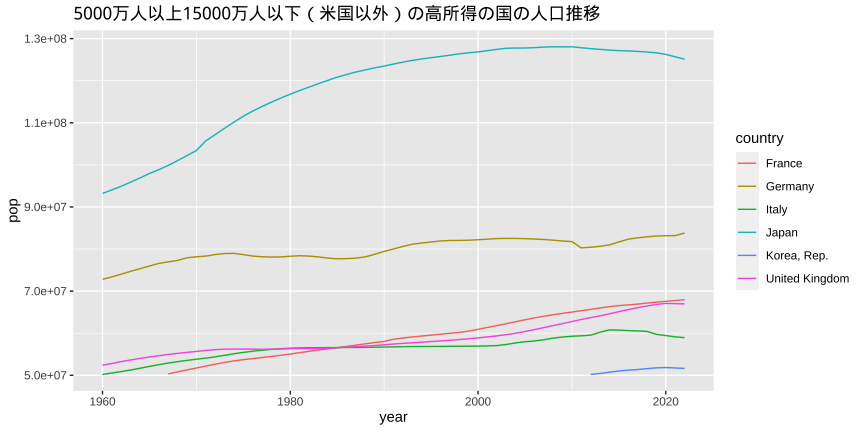 5000万人以上15000万人以下（米国以外）の高所得の国の人口推移
1.3e+08
1.1e+08
9.0e+07
7.0e+07
5.0e+07
pop
1960
1980
2000
2020
year
country
France
Germany
Italy
Japan
Korea, Rep.
United Kingdom